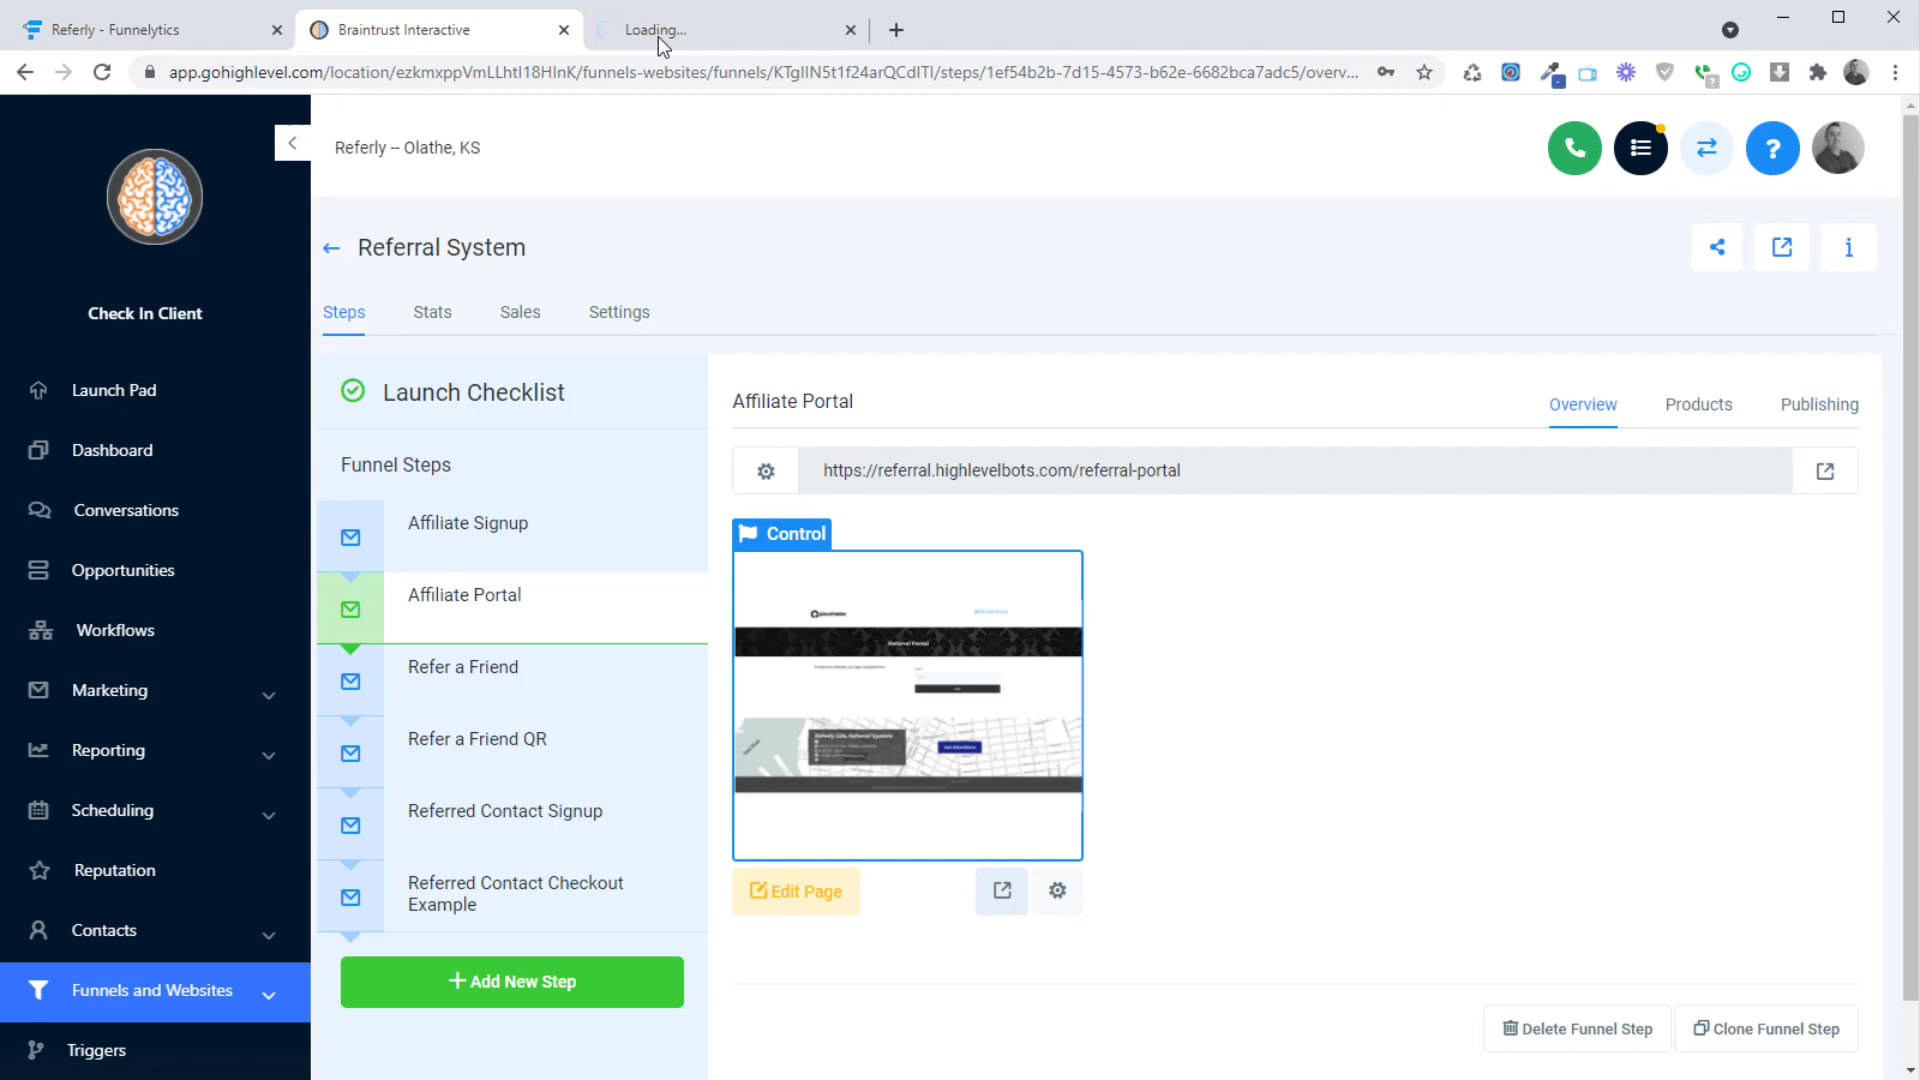 Referly - Funnelytics
Braintrust Interactive
Loading...
app.gohighlevel.com/location/ezkmxppVmLLhtI18HInK/funnels-websites/funnels/KTglIN5t1f24arQCdITI/steps/1ef54b2b-7d15-4573-b62e-6682bca7adc5/overv...
Referly -- Olathe, KS
Check In Client
Launch Pad
Dashboard
Conversations
Opportunities
Workflows
Marketing
Reporting
Scheduling
Reputation
Contacts
Funnels and Websites
Triggers
Referral System
Steps
Stats
Sales
Settings
Launch Checklist
Funnel Steps
Affiliate Signup
Affiliate Portal
Refer a Friend
Refer a Friend QR
Referred Contact Signup
Referred Contact Checkout
Example
Add New Step
Affiliate Portal
Overview
Products
Publishing
https://referral.highlevelbots.com/referral-portal
Control
Referral Portal
Get Directions
Edit Page
Delete Funnel Step
Clone Funnel Step